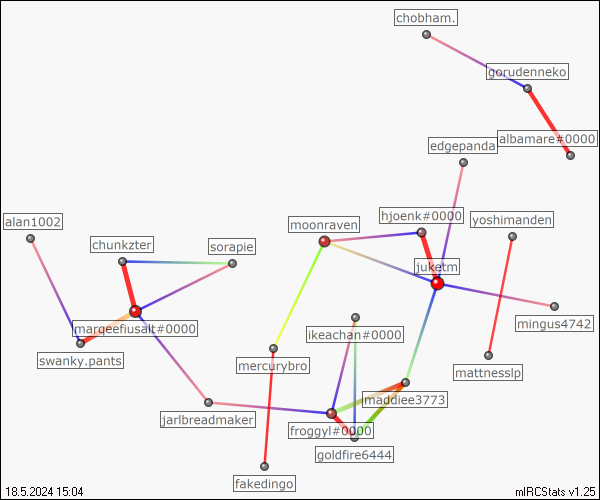 chobham.
gorudenneko
albamare#0000
edgepanda
alan1002
moonraven
hjoenk#0000
yoshimanden
chunkzter
sorapie
juketm
margeefiusalt#0000
ikeachan#0000
mingus4742
swanky.pants
mercurybro
mattnesslp
maddiee3773
jarlbreadmaker
froggyl#0000
goldfire6444
fakedingo
18.5.2024 15:04
mIRCStats v1.25